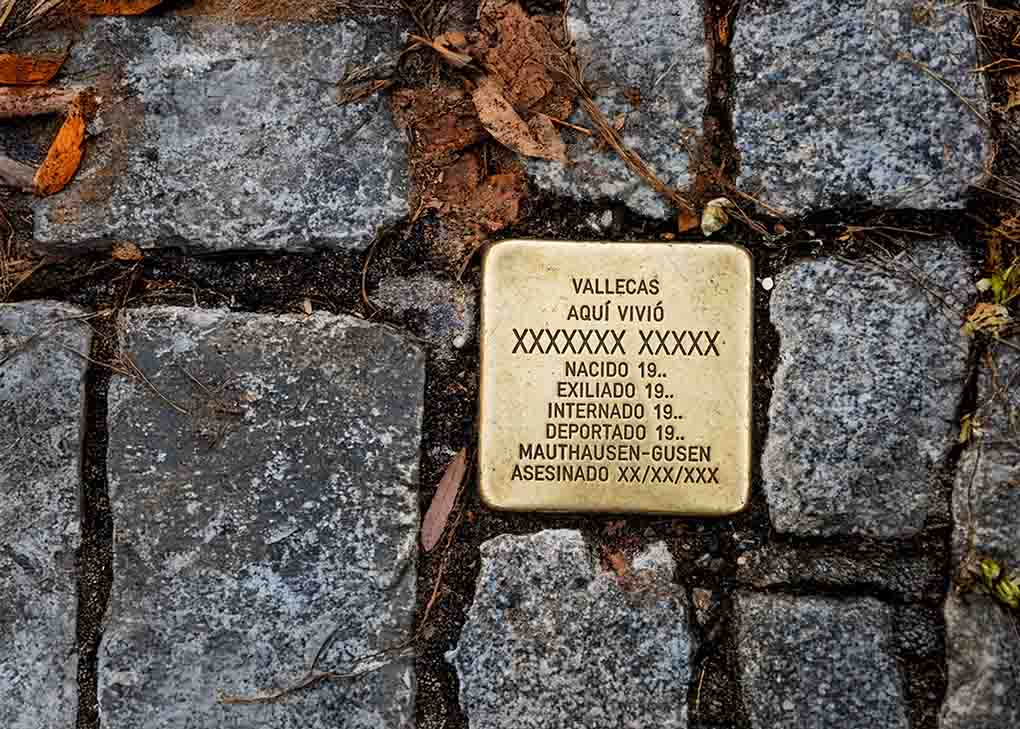 VALLECAS
AQUÍ VIVIÓ
XXXXXXX XXXXX
NACIDO 19..
EXILIADO 19..
INTERNADO 19..
DEPORTADO 19..
MAUTHAUSEN-GUSEN
ASESINADO XX/XX/XXX